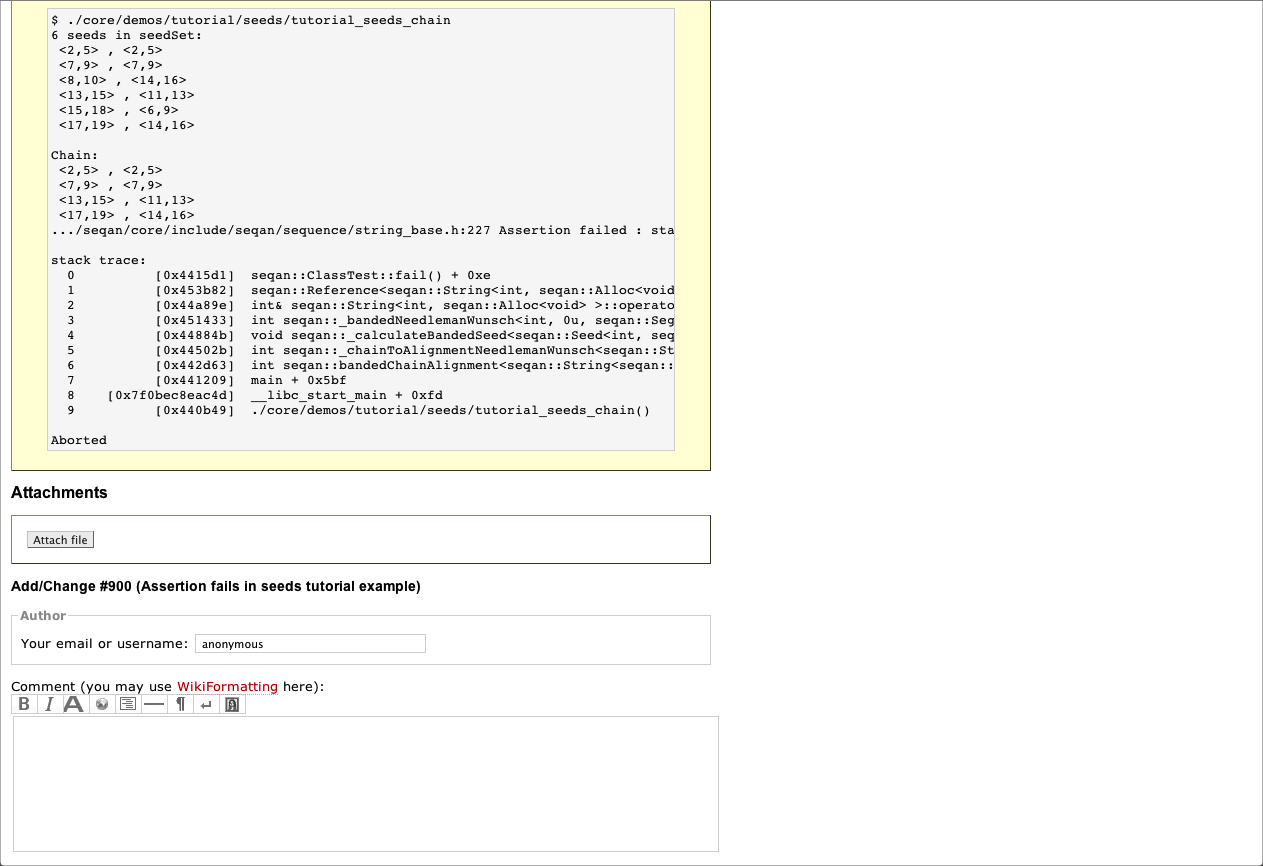 $ ./core/demos/tutorial/seeds/tutorial_seeds_chain
6 seeds in seedSet:
<2,5> , <2,5>
<7,9> , <7,9>
<8,10> , <14,16>
<13,15> , <11,13>
<15,18> , <6,9>
<17,19> , <14,16>
Chain:
<2,5> , <2,5>
<7,9> , <7,9>
<13,15> , <11,13>
<17,19> , <14,16>
.../seqan/core/include/seqan/sequence/string_base.h:227 Assertion failed : sta
stack trace:
0 [0x4415d1] seqan::ClassTest::fail() + 0xe
1 [0x453b82] seqan::Reference<seqan::String<int, seqan::Alloc<void
2 [0x44a89e] int& seqan::String<int, seqan::Alloc<void> >::operato
3 [0x451433] int seqan::_bandedNeedlemanWunsch<int, 0u, seqan::Seg
4 [0x44884b] void seqan::_calculateBandedSeed<seqan::Seed<int, seq
5 [0x44502b] int seqan::_chainToAlignmentNeedlemanWunsch<seqan::St
6 [0x442d63] int seqan::bandedChainAlignment<seqan::String<seqan::
7 [0x441209] main + 0x5bf
8 [0x7f0bec8eac4d] __libc_start_main + 0xfd
9 [0x440b49] ./core/demos/tutorial/seeds/tutorial_seeds_chain()
Aborted
Attachments
Attach file
Add/Change #900 (Assertion fails in seeds tutorial example)
Author
Your email or username: anonymous
Comment (you may use WikiFormatting here):
B I A ¶ ↵